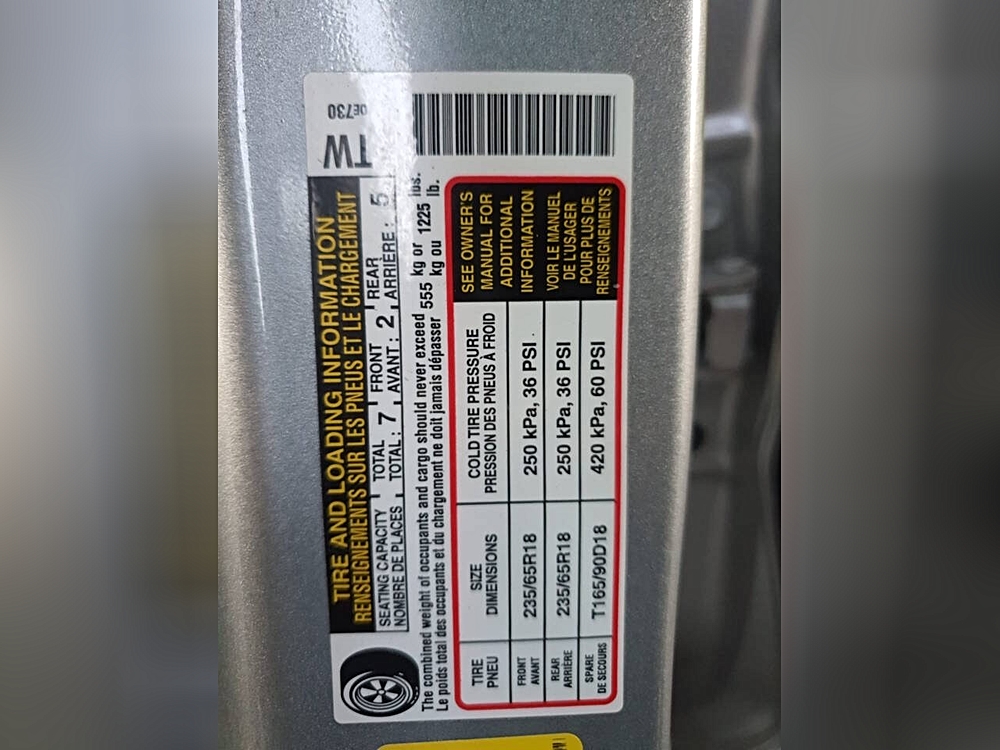 TIRE AND LOADING INFORMATION
RENSEIGNEMENTS SUR LES PNEUS ET LE CHARGEMENT
TW
0E730
SEATING CAPACITY TOTAL 7 FRONT 2 REAR 5
NOMBRE DE PLACES TOTAL : AVANT : ARRIÈRE :
The combined weight of occupants and cargo should never exceed 555 kg or 1225 lbs.
Le poids total des occupants et du chargement ne doit jamais dépasser kg ou lb.
TIRE SIZE COLD TIRE PRESSURE
PNEU DIMENSIONS PRESSION DES PNEUS À FROID
FRONT 235/65R18 250 kPa, 36 PSI
AVANT
REAR 235/65R18 250 kPa, 36 PSI
ARRIÈRE
SPARE T165/90D18 420 kPa, 60 PSI
DE SECOURS
SEE OWNER'S
MANUAL FOR
ADDITIONAL
INFORMATION
VOIR LE MANUEL
DE L'USAGER
POUR PLUS DE
RENSEIGNEMENTS